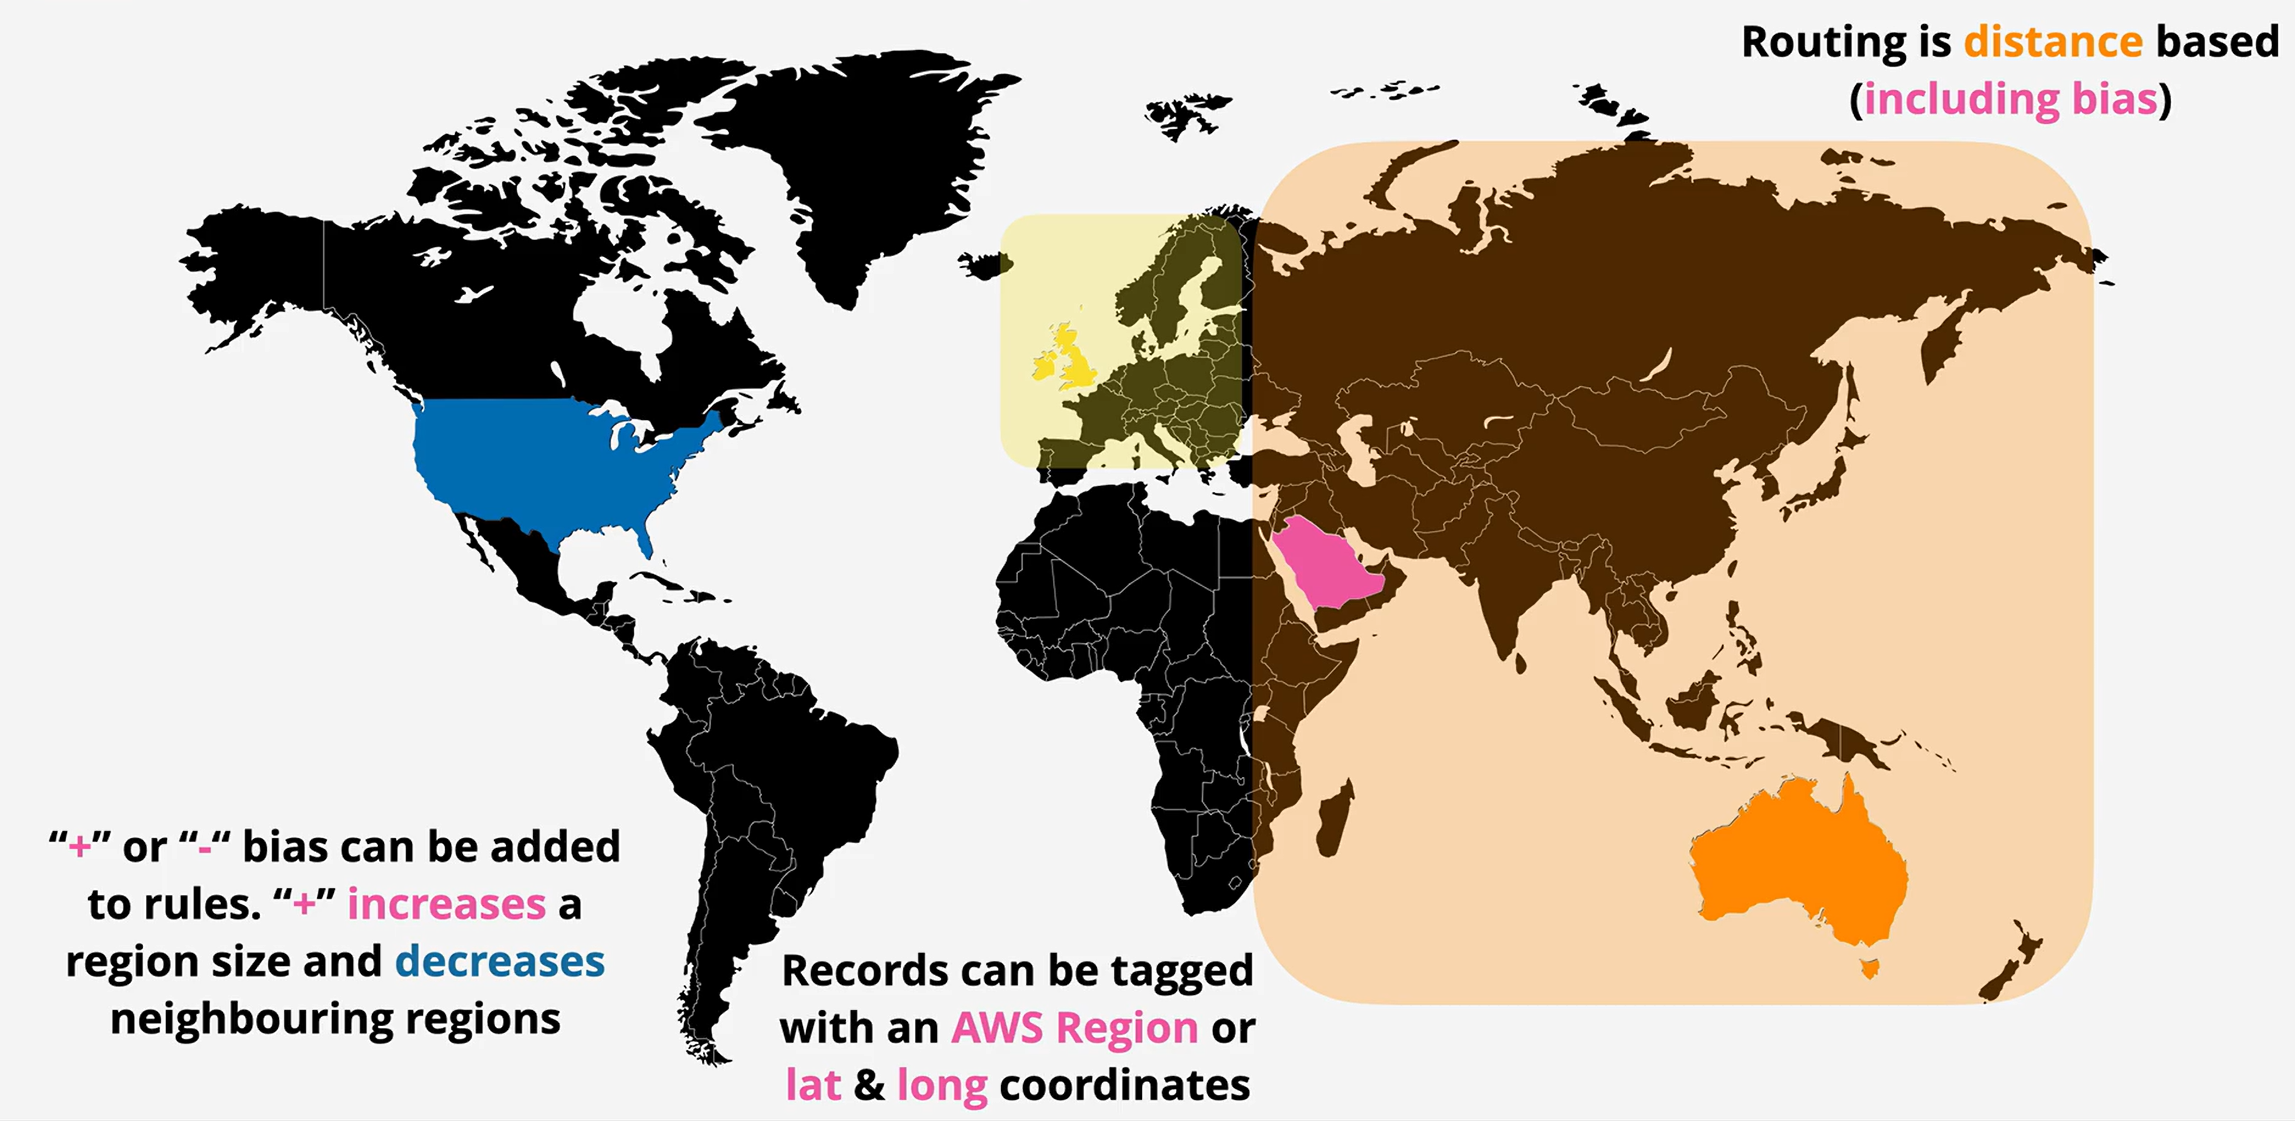 Routing is distance based
(including bias)
“+” or “-“ bias can be added
to rules. “+” increases a
region size and decreases
neighbouring regions
Records can be tagged
with an AWS Region or
lat & long coordinates